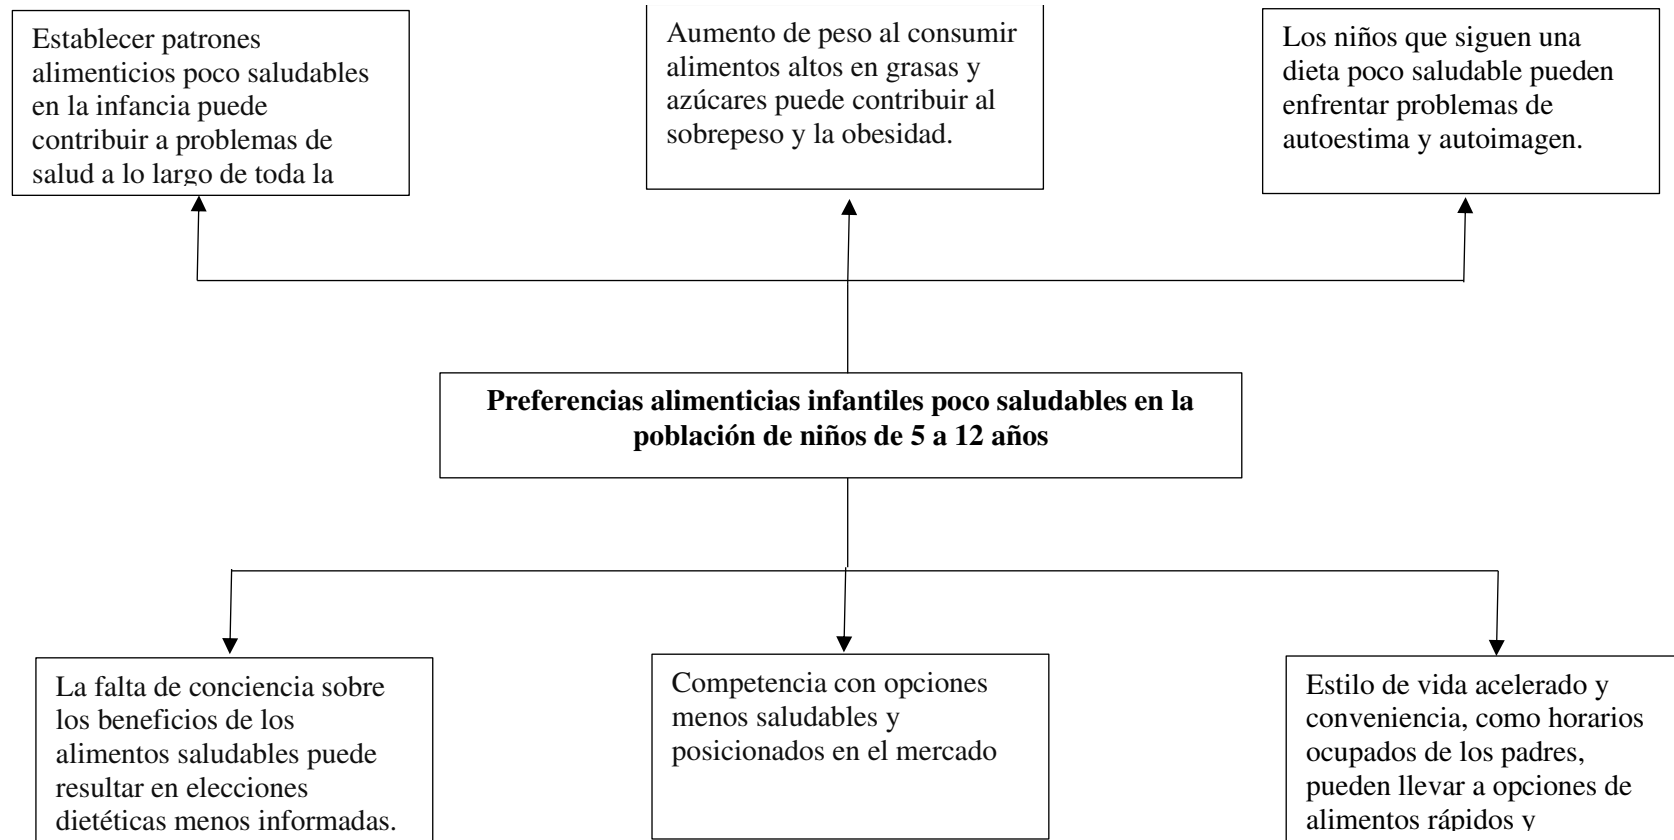 Establecer patrones
alimenticios poco saludables
en la infancia puede
contribuir a problemas de
salud a lo largo de toda la
Aumento de peso al consumir
alimentos altos en grasas y
azúcares puede contribuir al
sobrepeso y la obesidad.
Los niños que siguen una
dieta poco saludable pueden
enfrentar problemas de
autoestima y autoimagen.
Preferencias alimenticias infantiles poco saludables en la
población de niños de 5 a 12 años
La falta de conciencia sobre
los beneficios de los
alimentos saludables puede
resultar en elecciones
dietéticas menos informadas.
Competencia con opciones
menos saludables y
posicionados en el mercado
Estilo de vida acelerado y
conveniencia, como horarios
ocupados de los padres,
pueden llevar a opciones de
alimentos rápidos y